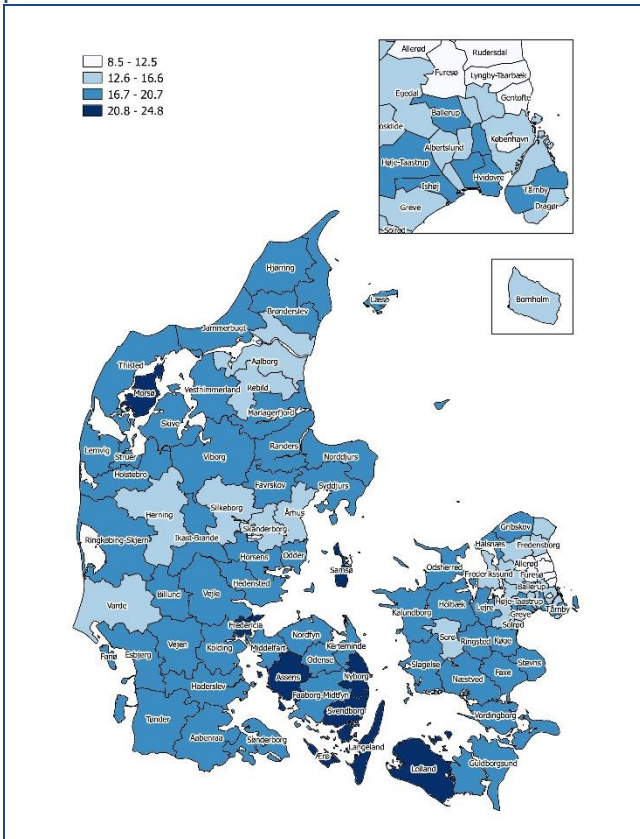 8.5 - 12.5
12.6 - 16.6
16.7 - 20.7
20.8 - 24.8
Allerød
Rudersdal
Furesø
Lyngby-Taarbæk
Egedal
Gentofte
Ballerup
oskilde
København
Albertslund
Høje-Taastrup
Hvidovre
Ishøj
Tårnby
Greve
Dragør
Solrød
Bornholm
Hjørring
Læsø
Brønderslev
Jammerbugt
Thisted
Aalborg
Vesthimmerland
Rebild
Morsø
Mariagerfjord
Skive
Lemvig
Struer
Viborg
Randers
Norddjurs
Holstebro
Favrskov
Syddjurs
Silkeborg
Herning
Århus
Skanderborg
Ringkøbing-Skjern
Ikast-Brande
Horsens
Odder
Samsø
Hedensted
Varde
Billund
Vejle
Fredericia
Fanø
Esbjerg
Vejen
Kolding
Middelfart
Nordfyn
Kerteminde
Odense
Assens
Nyborg
Haderslev
Faaborg-Midtfyn
Svendborg
Tønder
Aabenraa
Sønderborg
Ærø
Langeland
Lolland
Guldborgsund
Gribskov
Halsnæs
Fredensborg
Odsherred
Frederikssund
Allerød
Furesø
Ballerup
Kalundborg
Holbæk
Lejre
Høje-Taastrup
Tårnby
Greve
Solrød
Sorø
Ringsted
Køge
Slagelse
Stevns
Næstved
Faxe
Vordingborg